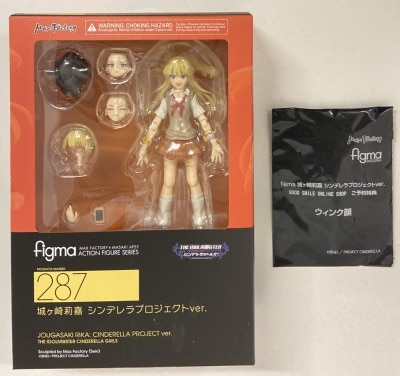 Max Factory
WARNING: CHOKING HAZARD
figma
MAX FACTORY × MASAKI APSY
ACTION FIGURE SERIES
THE IDOLM@STER
シンデレラガールズ
287
城ヶ崎莉嘉 シンデレラプロジェクトver.
JOUGASAKI RIKA: CINDERELLA PROJECT ver.
THE IDOLM@STER CINDERELLA GIRLS
Sculpted by Max Factory
Max Factory
figma
figma 城ヶ崎莉嘉 シンデレラプロジェクトver.
GOOD SMILE ONLINE SHOP ご予約特典
ウィンク顔
©BNEI / PROJECT CINDERELLA